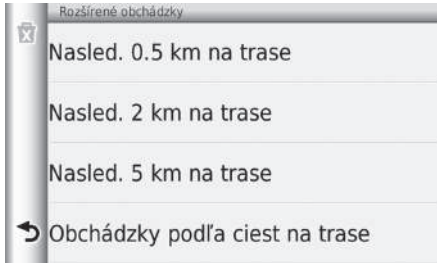 Rozšírené obchádzky
Nasled. 0.5 km na trase
Nasled. 2 km na trase
Nasled. 5 km na trase
Obchádzky podľa ciest na trase